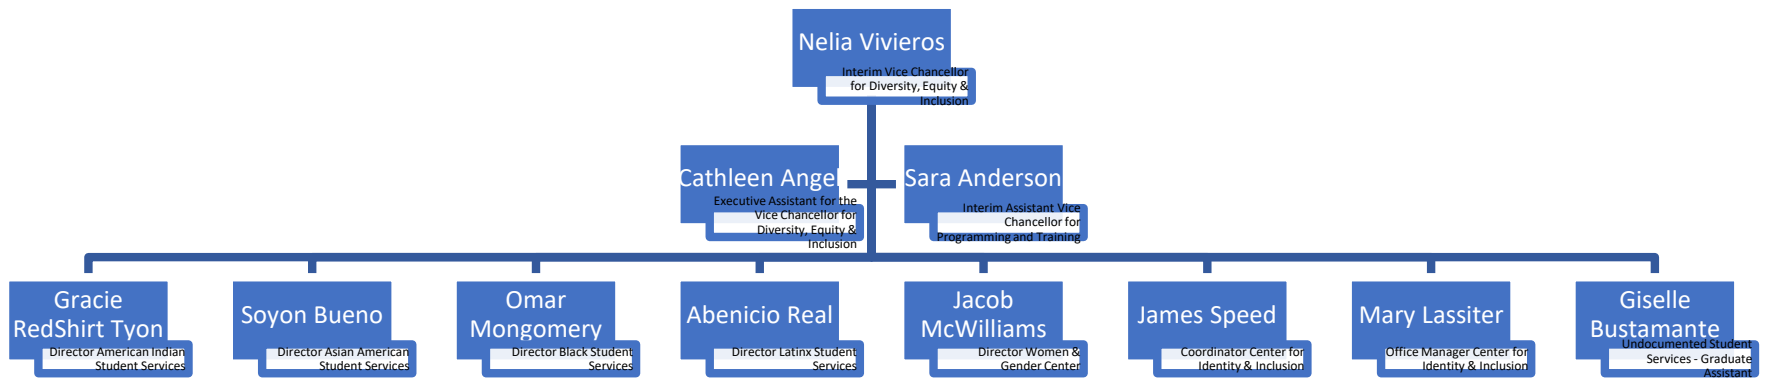 Nelia Vivieros
Interim Vice Chancellor
for Diversity, Equity &
Inclusion
Cathleen Angel
Executive Assistant for the
Vice Chancellor for
Diversity, Equity &
Inclusion
Sara Anderson
Interim Assistant Vice
Chancellor for
Programming and Training
Gracie
RedShirt Tyon
Director American Indian
Student Services
Soyon Bueno
Director Asian American
Student Services
Omar
Mongomery
Director Black Student
Services
Abenicio Real
Director Latinx Student
Services
Jacob
McWilliams
Director Women &
Gender Center
James Speed
Coordinator Center for
Identity & Inclusion
Mary Lassiter
Office Manager Center for
Identity & Inclusion
Giselle
Bustamante
Undocumented Student
Services - Graduate
Assistant